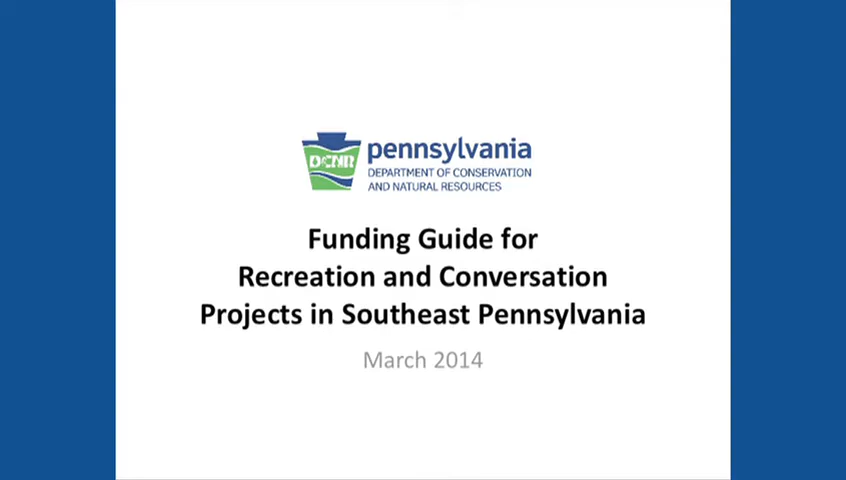 DCNR
pennsylvania
DEPARTMENT OF CONSERVATION
AND NATURAL RESOURCES
Funding Guide for
Recreation and Conversation
Projects in Southeast Pennsylvania
March 2014